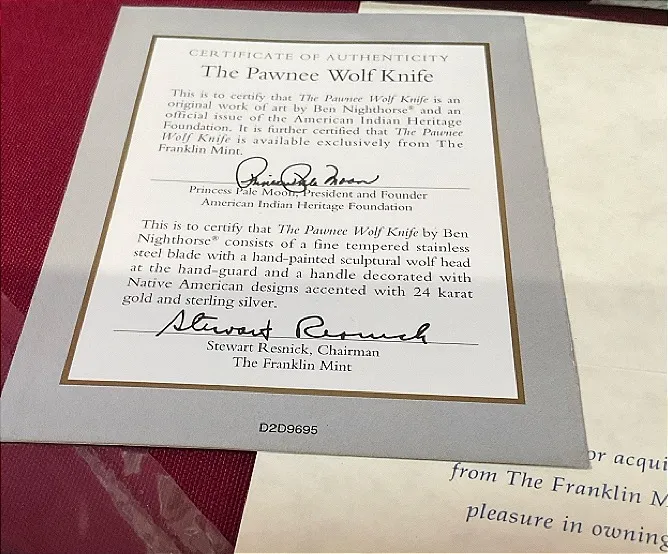 CERTIFICATE OF AUTHENTICITY
The Pawnee Wolf Knife
This is to certify that The Pawnee Wolf Knife is an
original work of art by Ben Nighthorse® and an
official issue of the American Indian Heritage
Foundation. It is further certified that The Pawnee
Wolf Knife is available exclusively from The
Franklin Mint.
Princess Pale Moon
Princess Pale Moon, President and Founder
American Indian Heritage Foundation
This is to certify that The Pawnee Wolf Knife by Ben
Nighthorse® consists of a fine tempered stainless
steel blade with a hand-painted sculptural wolf head
at the hand-guard and a handle decorated with
Native American designs accented with 24 karat
gold and sterling silver.
Stewart Resnick
Stewart Resnick, Chairman
The Franklin Mint
D2D9695
or acqui
from The Franklin M
pleasure in owning